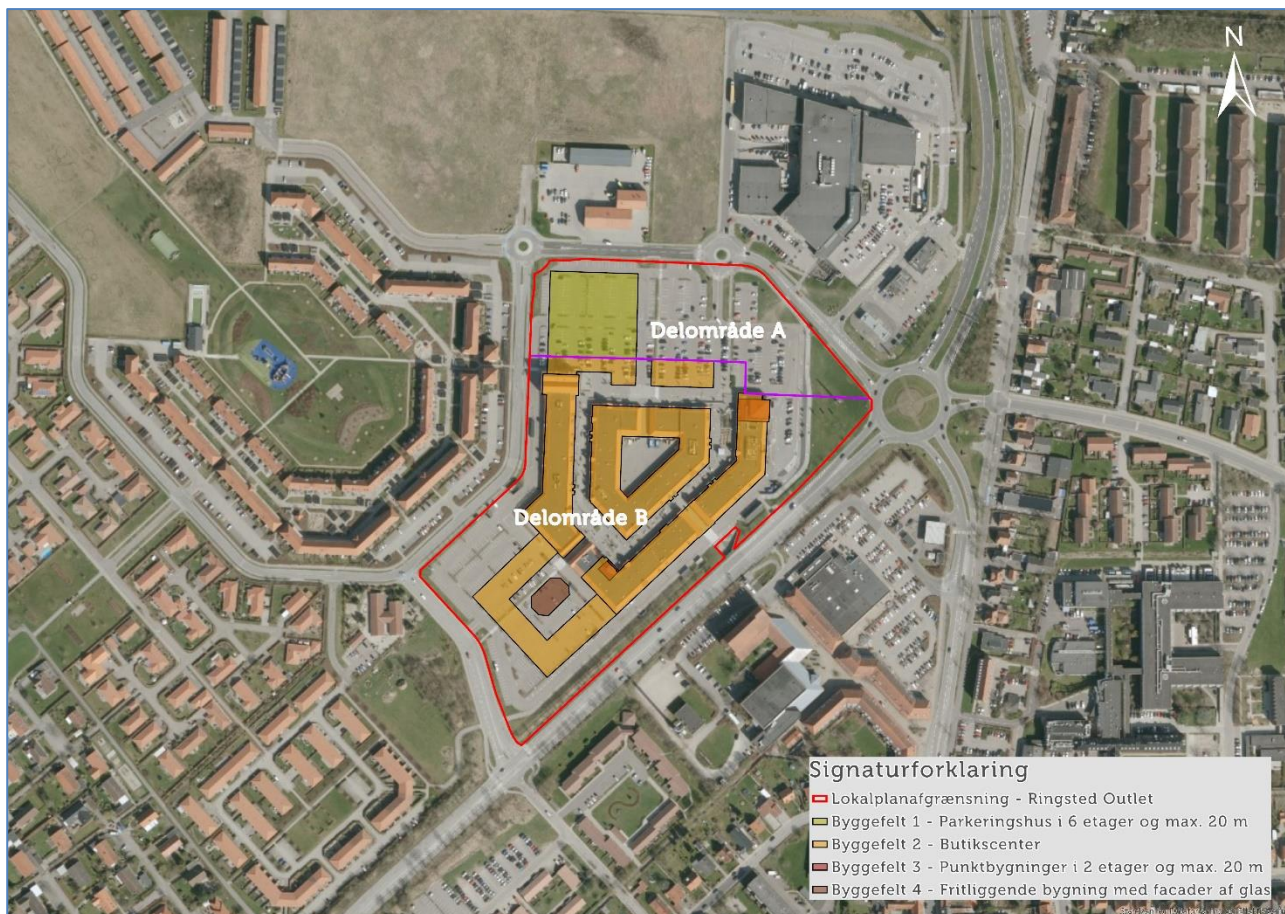 N
Delområde A
Delområde B
Signaturforklaring
Lokalplanafgrænsning - Ringsted Outlet
Byggefelt 1 - Parkeringshus i 6 etager og max. 20 m
Byggefelt 2 - Butikscenter
Byggefelt 3 - Punktbygninger i 2 etager og max. 20 m
Byggefelt 4 - Fritliggende bygning med facader af glas